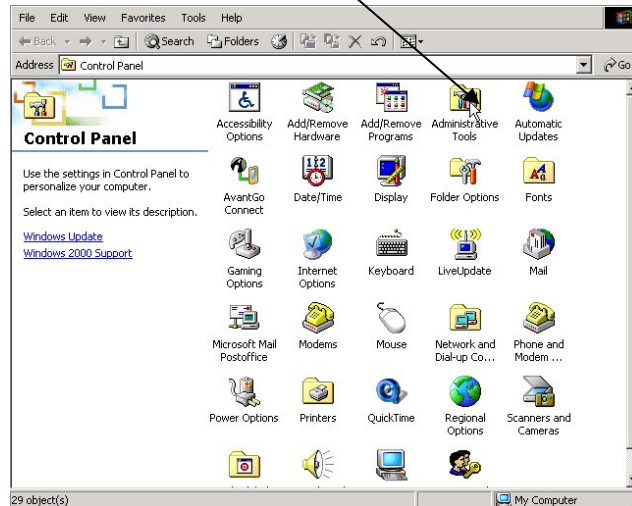 File Edit View Favorites Tools Help
Back Search Folders
Address Control Panel Go
Control Panel
Use the settings in Control Panel to
personalize your computer.
Select an item to view its description.
Windows Update
Windows 2000 Support
Accessibility
Options
Add/Remove
Hardware
Add/Remove
Programs
Administrative
Tools
Automatic
Updates
AvantGo
Connect
Date/Time
Display
Folder Options
Fonts
Gaming
Options
Internet
Options
Keyboard
LiveUpdate
Mail
Microsoft Mail
Postoffice
Modems
Mouse
Network and
Dial-up Co...
Phone and
Modem ...
Power Options
Printers
QuickTime
Regional
Options
Scanners and
Cameras
29 object(s) My Computer